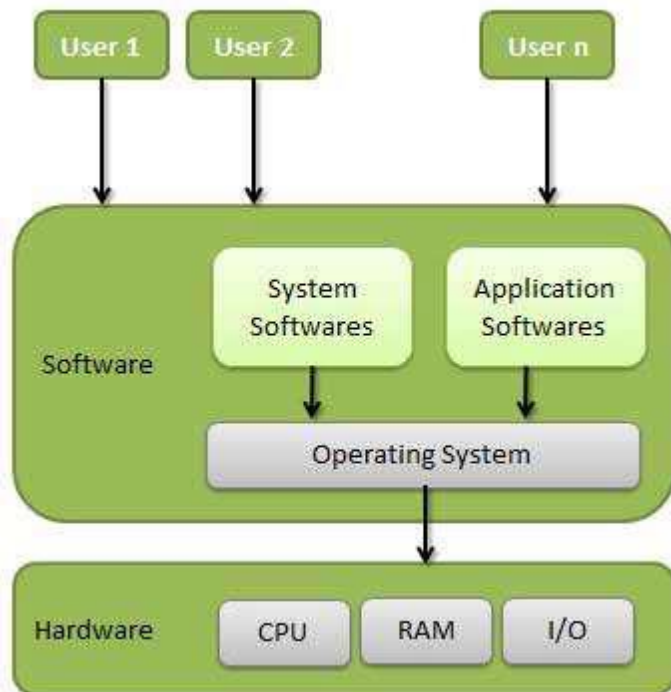 User 1
User 2
User n
System
Softwares
Application
Softwares
Software
Operating System
Hardware
CPU
RAM
I/O